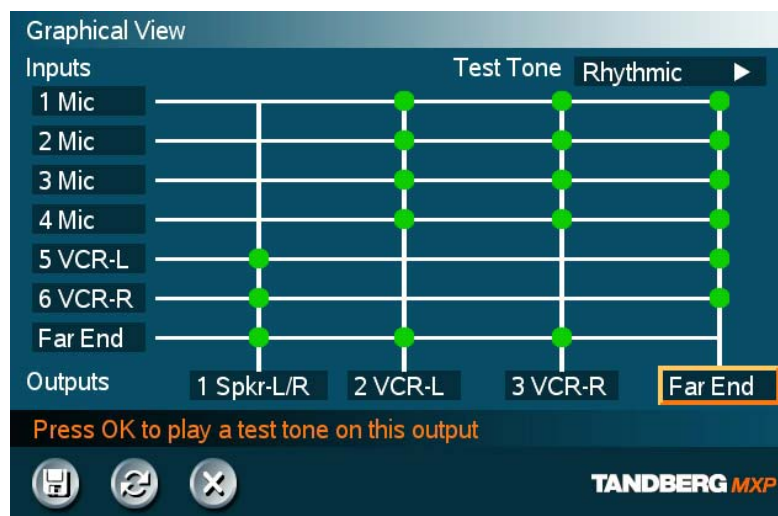 Graphical View
Inputs
Test Tone Rhythmic
1 Mic
2 Mic
3 Mic
4 Mic
5 VCR-L
6 VCR-R
Far End
Outputs 1 Spkr-L/R 2 VCR-L 3 VCR-R Far End
Press OK to play a test tone on this output
TANDBERG MXP